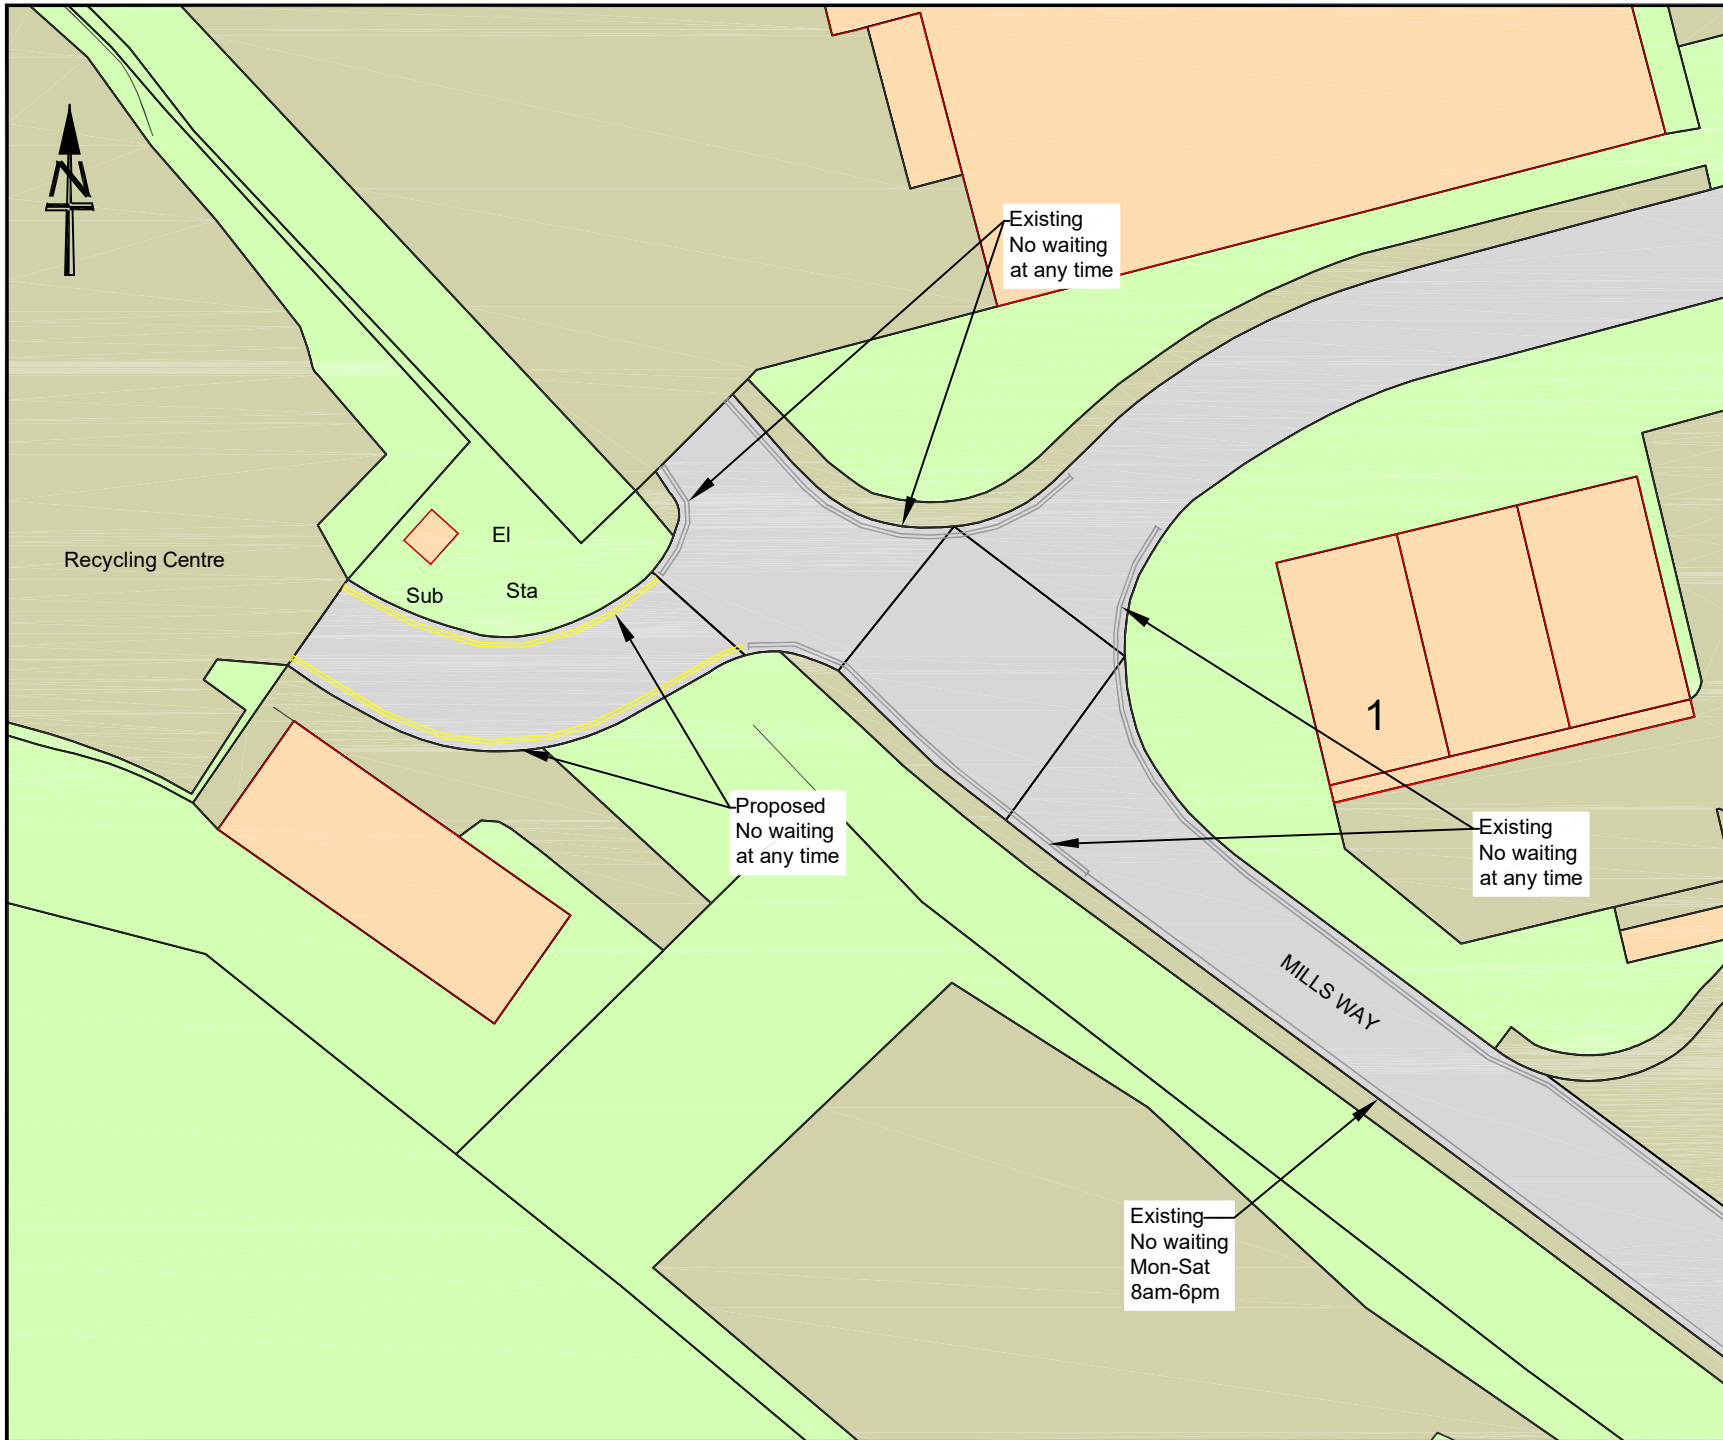 N
Existing
No waiting
at any time
El
Recycling Centre
Sub
Sta
1
Proposed
No waiting
at any time
Existing
No waiting
at any time
MILLS WAY
Existing
No waiting
Mon-Sat
8am-6pm